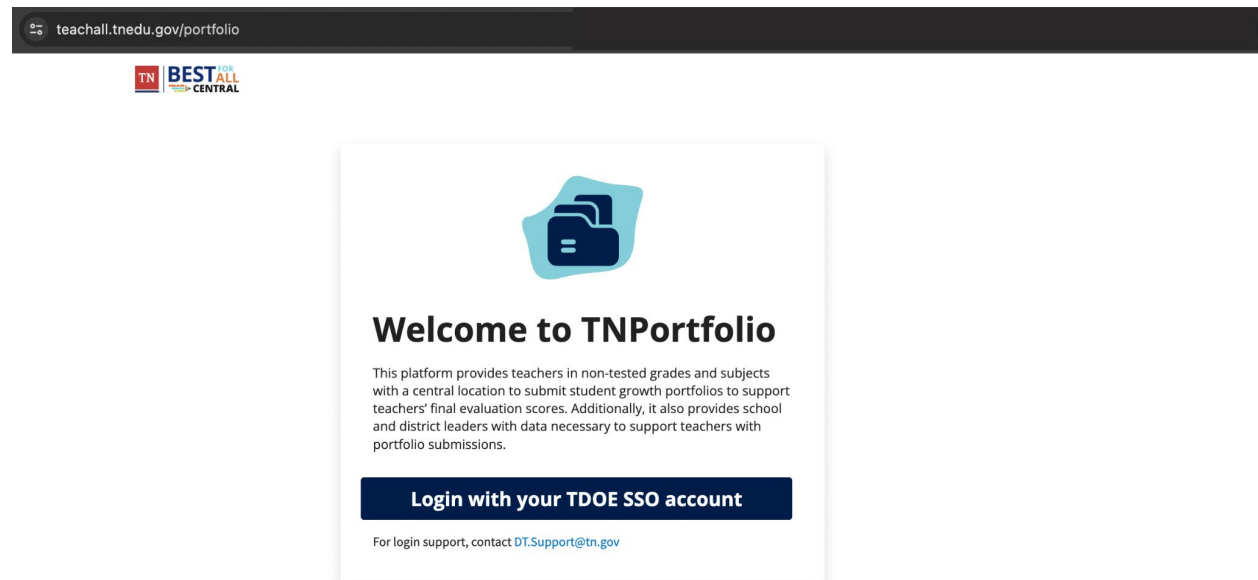 teachall.tnedu.gov/portfolio
TN BEST FOR ALL
CENTRAL
Welcome to TNPortfolio
This platform provides teachers in non-tested grades and subjects
with a central location to submit student growth portfolios to support
teachers' final evaluation scores. Additionally, it also provides school
and district leaders with data necessary to support teachers with
portfolio submissions.
Login with your TDOE SSO account
For login support, contact DT.Support@tn.gov